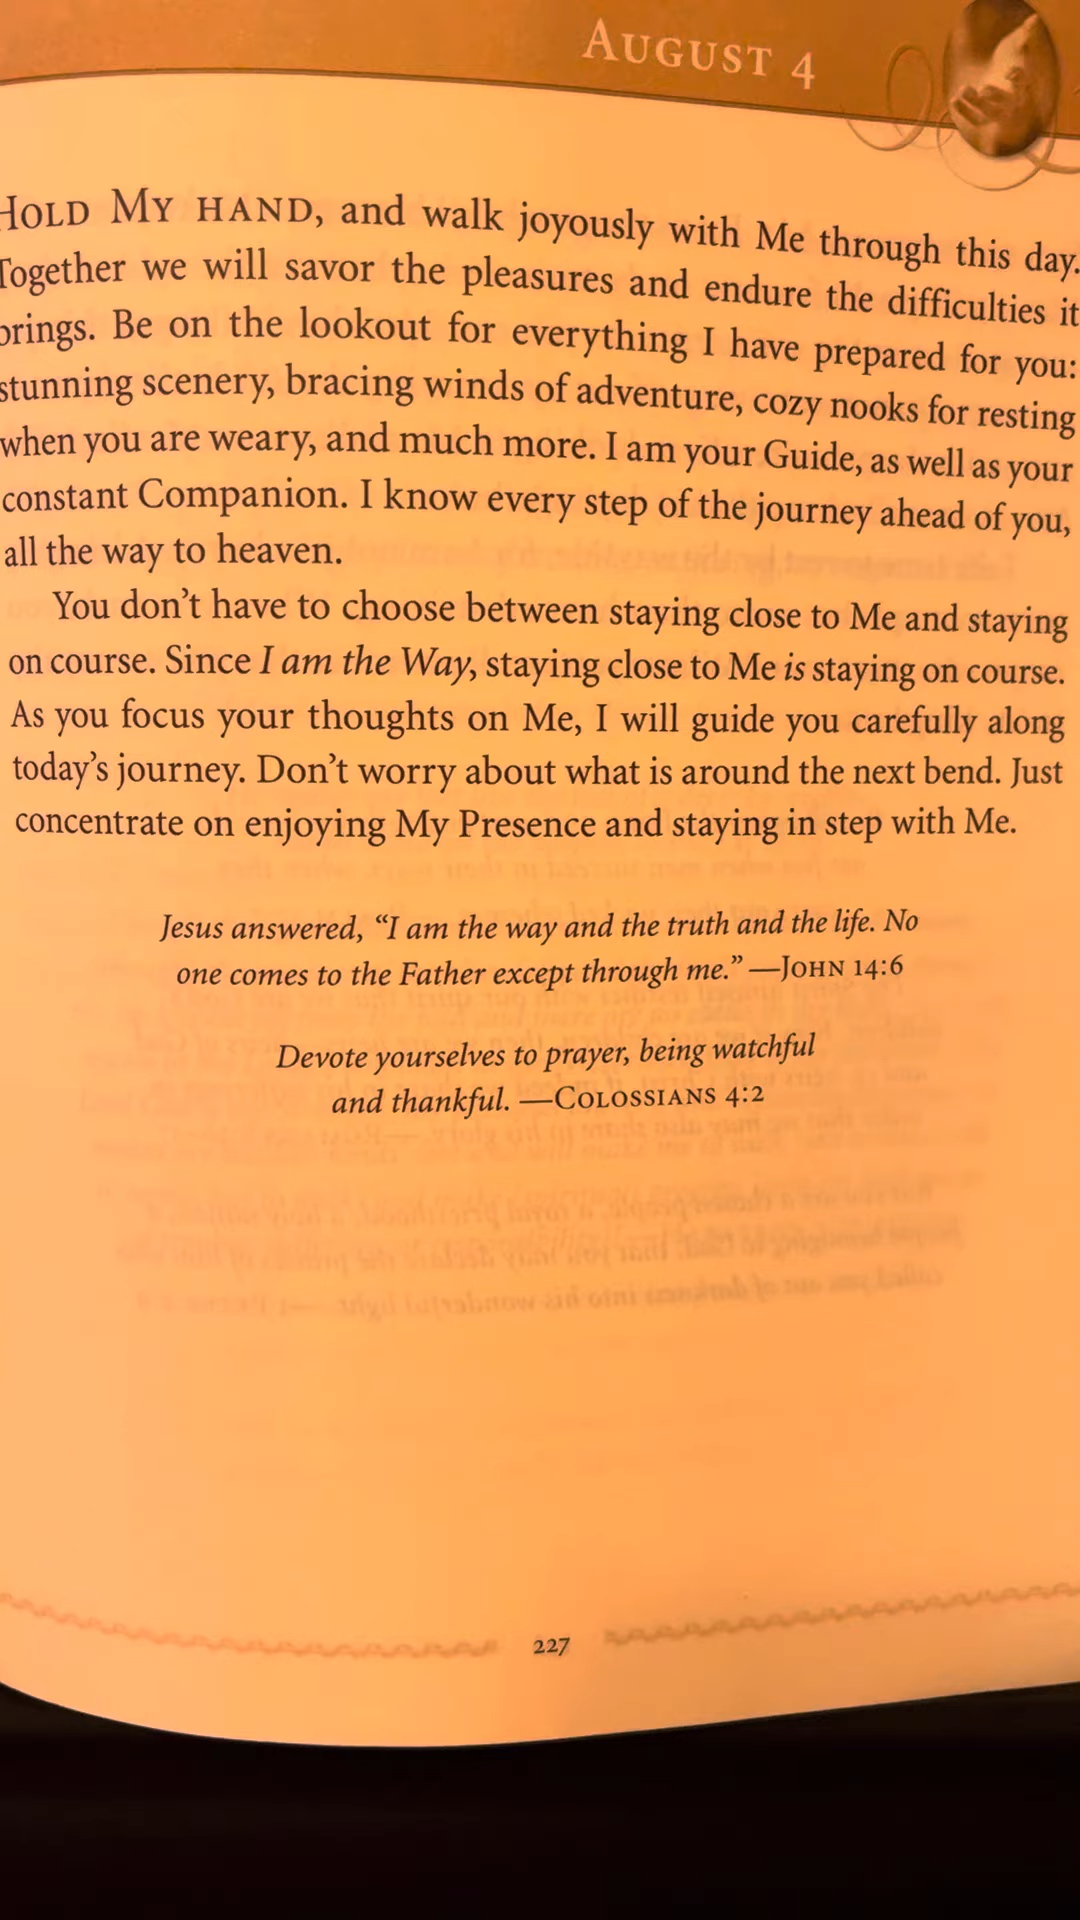 AUGUST 4
HOLD MY HAND, and walk joyously with Me through this day.
Together we will savor the pleasures and endure the difficulties it
brings. Be on the lookout for everything I have prepared for you:
stunning scenery, bracing winds of adventure, cozy nooks for resting
when you are weary, and much more. I am your Guide, as well as your
constant Companion. I know every step of the journey ahead of you,
all the way to heaven.
You don't have to choose between staying close to Me and staying
on course. Since I am the Way, staying close to Me is staying on course.
As you focus your thoughts on Me, I will guide you carefully along
today's journey. Don't worry about what is around the next bend. Just
concentrate on enjoying My Presence and staying in step with Me.
Jesus answered, “I am the way and the truth and the life. No
one comes to the Father except through me.” —JOHN 14:6
Devote yourselves to prayer, being watchful
and thankful. —COLOSSIANS 4:2
227